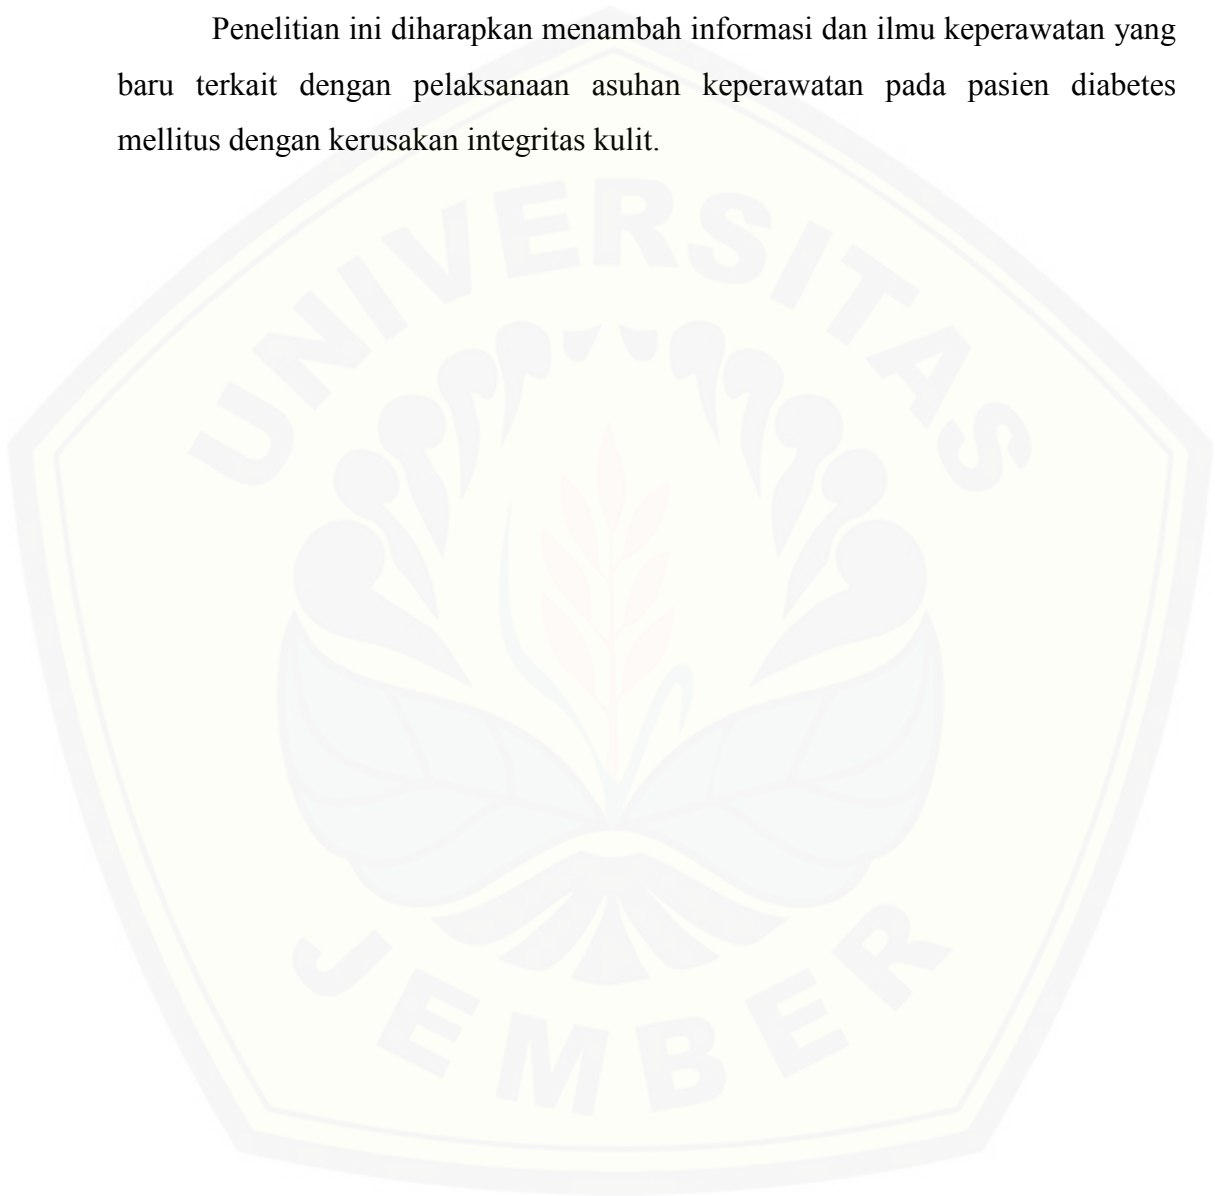 Penelitian ini diharapkan menambah informasi dan ilmu keperawatan yang
baru terkait dengan pelaksanaan asuhan keperawatan pada pasien diabetes
mellitus dengan kerusakan integritas kulit.
UNIVERSITAS
JEMBER